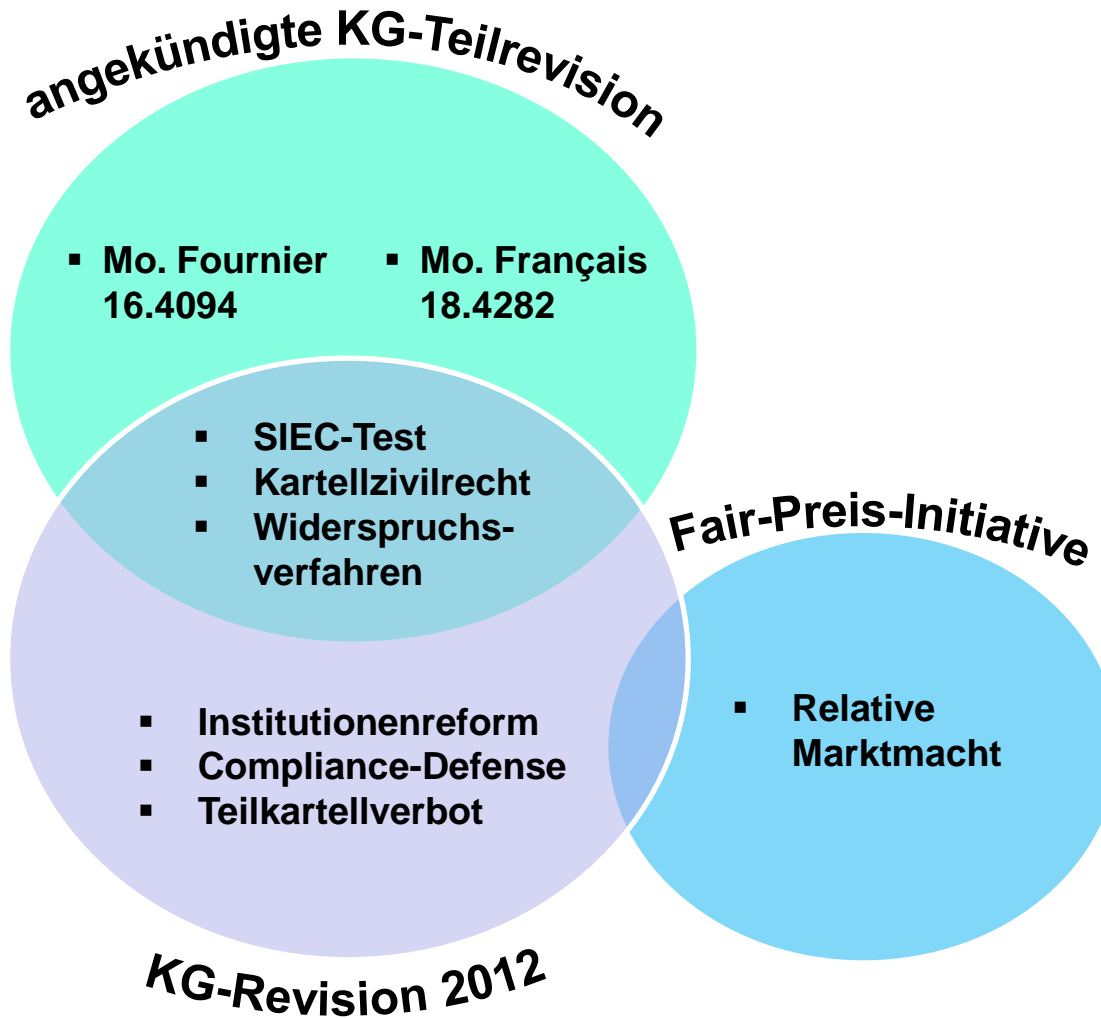 angekündigte KG-Teilrevision
▪ Mo. Fournier
16.4094
▪ Mo. Français
18.4282
▪ SIEC-Test
▪ Kartellzivilrecht
▪ Widerspruchs-
verfahren
Fair-Preis-Initiative
▪ Relative
Marktmacht
▪ Institutionenreform
▪ Compliance-Defense
▪ Teilkartellverbot
KG-Revision 2012